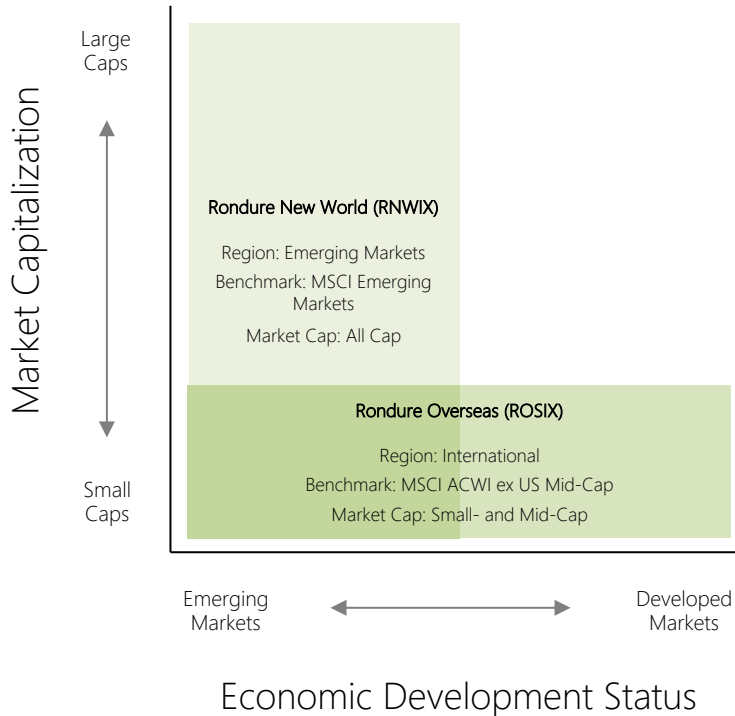 Large
Caps
Market Capitalization
Rondure New World (RNWIX)
Region: Emerging Markets
Benchmark: MSCI Emerging
Markets
Market Cap: All Cap
Rondure Overseas (ROSIX)
Region: International
Benchmark: MSCI ACWI ex US Mid-Cap
Market Cap: Small- and Mid-Cap
Small
Caps
Emerging
Markets
Developed
Markets
Economic Development Status